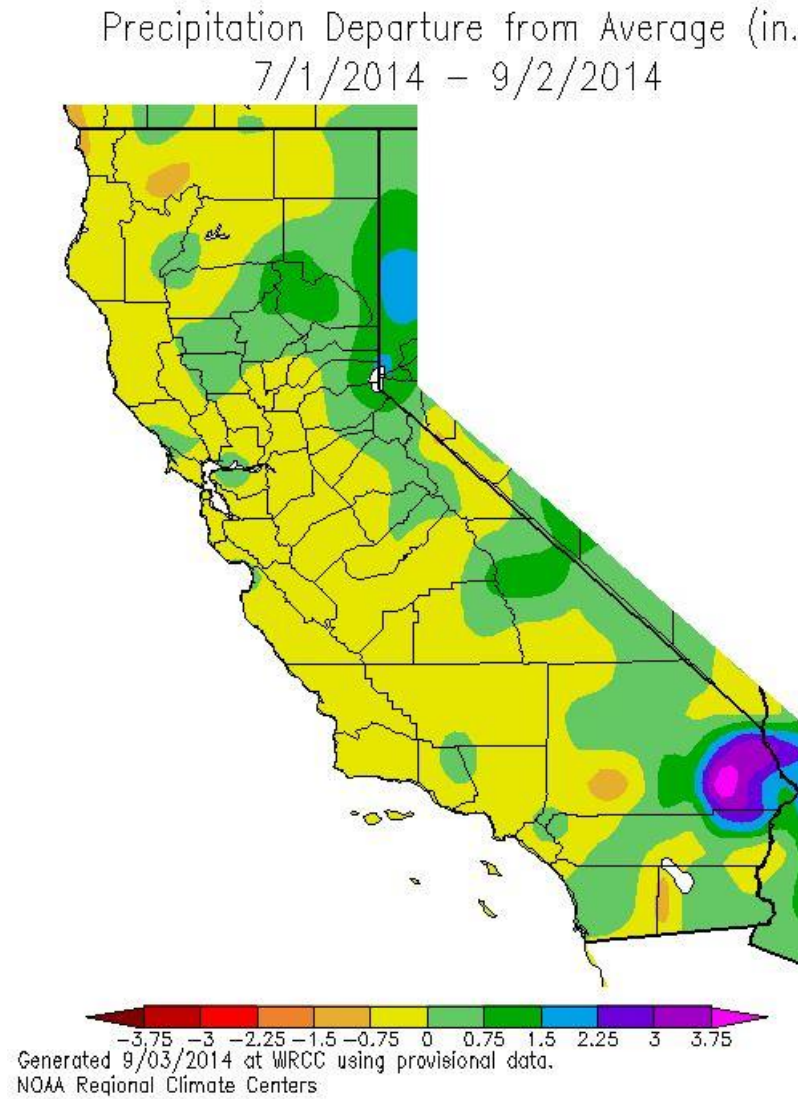 Precipitation Departure from Average (in.
7/1/2014 – 9/2/2014
-3.75 -3 -2.25 -1.5 -0.75 0 0.75 1.5 2.25 3 3.75
Generated 9/03/2014 at WRCC using provisional data.
NOAA Regional Climate Centers